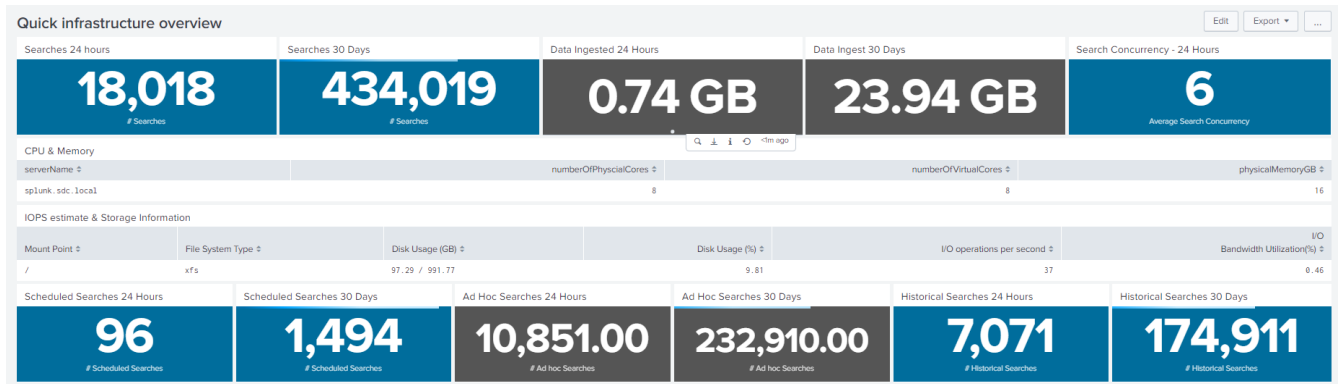 Quick infrastructure overview
Edit
Export
...
Searches 24 hours
Searches 30 Days
Data Ingested 24 Hours
Data Ingest 30 Days
Search Concurrency - 24 Hours
18,018
434,019
0.74 GB
23.94 GB
6
# Searches
# Searches
Average Search Concurrency
<1m ago
CPU & Memory
serverName
numberOfPhyscialCores
numberOfVirtualCores
physicalMemoryGB
splunk.sdc.local
8
8
16
IOPS estimate & Storage Information
Mount Point
File System Type
Disk Usage (GB)
Disk Usage (%)
I/O operations per second
I/O
Bandwidth Utilization(%)
/
xfs
97.29 / 991.77
9.81
37
0.46
Scheduled Searches 24 Hours
Scheduled Searches 30 Days
Ad Hoc Searches 24 Hours
Ad Hoc Searches 30 Days
Historical Searches 24 Hours
Historical Searches 30 Days
96
1,494
10,851.00
232,910.00
7,071
174,911
# Scheduled Searches
# Scheduled Searches
# Ad hoc Searches
# Ad hoc Searches
# Historical Searches
# Historical Searches